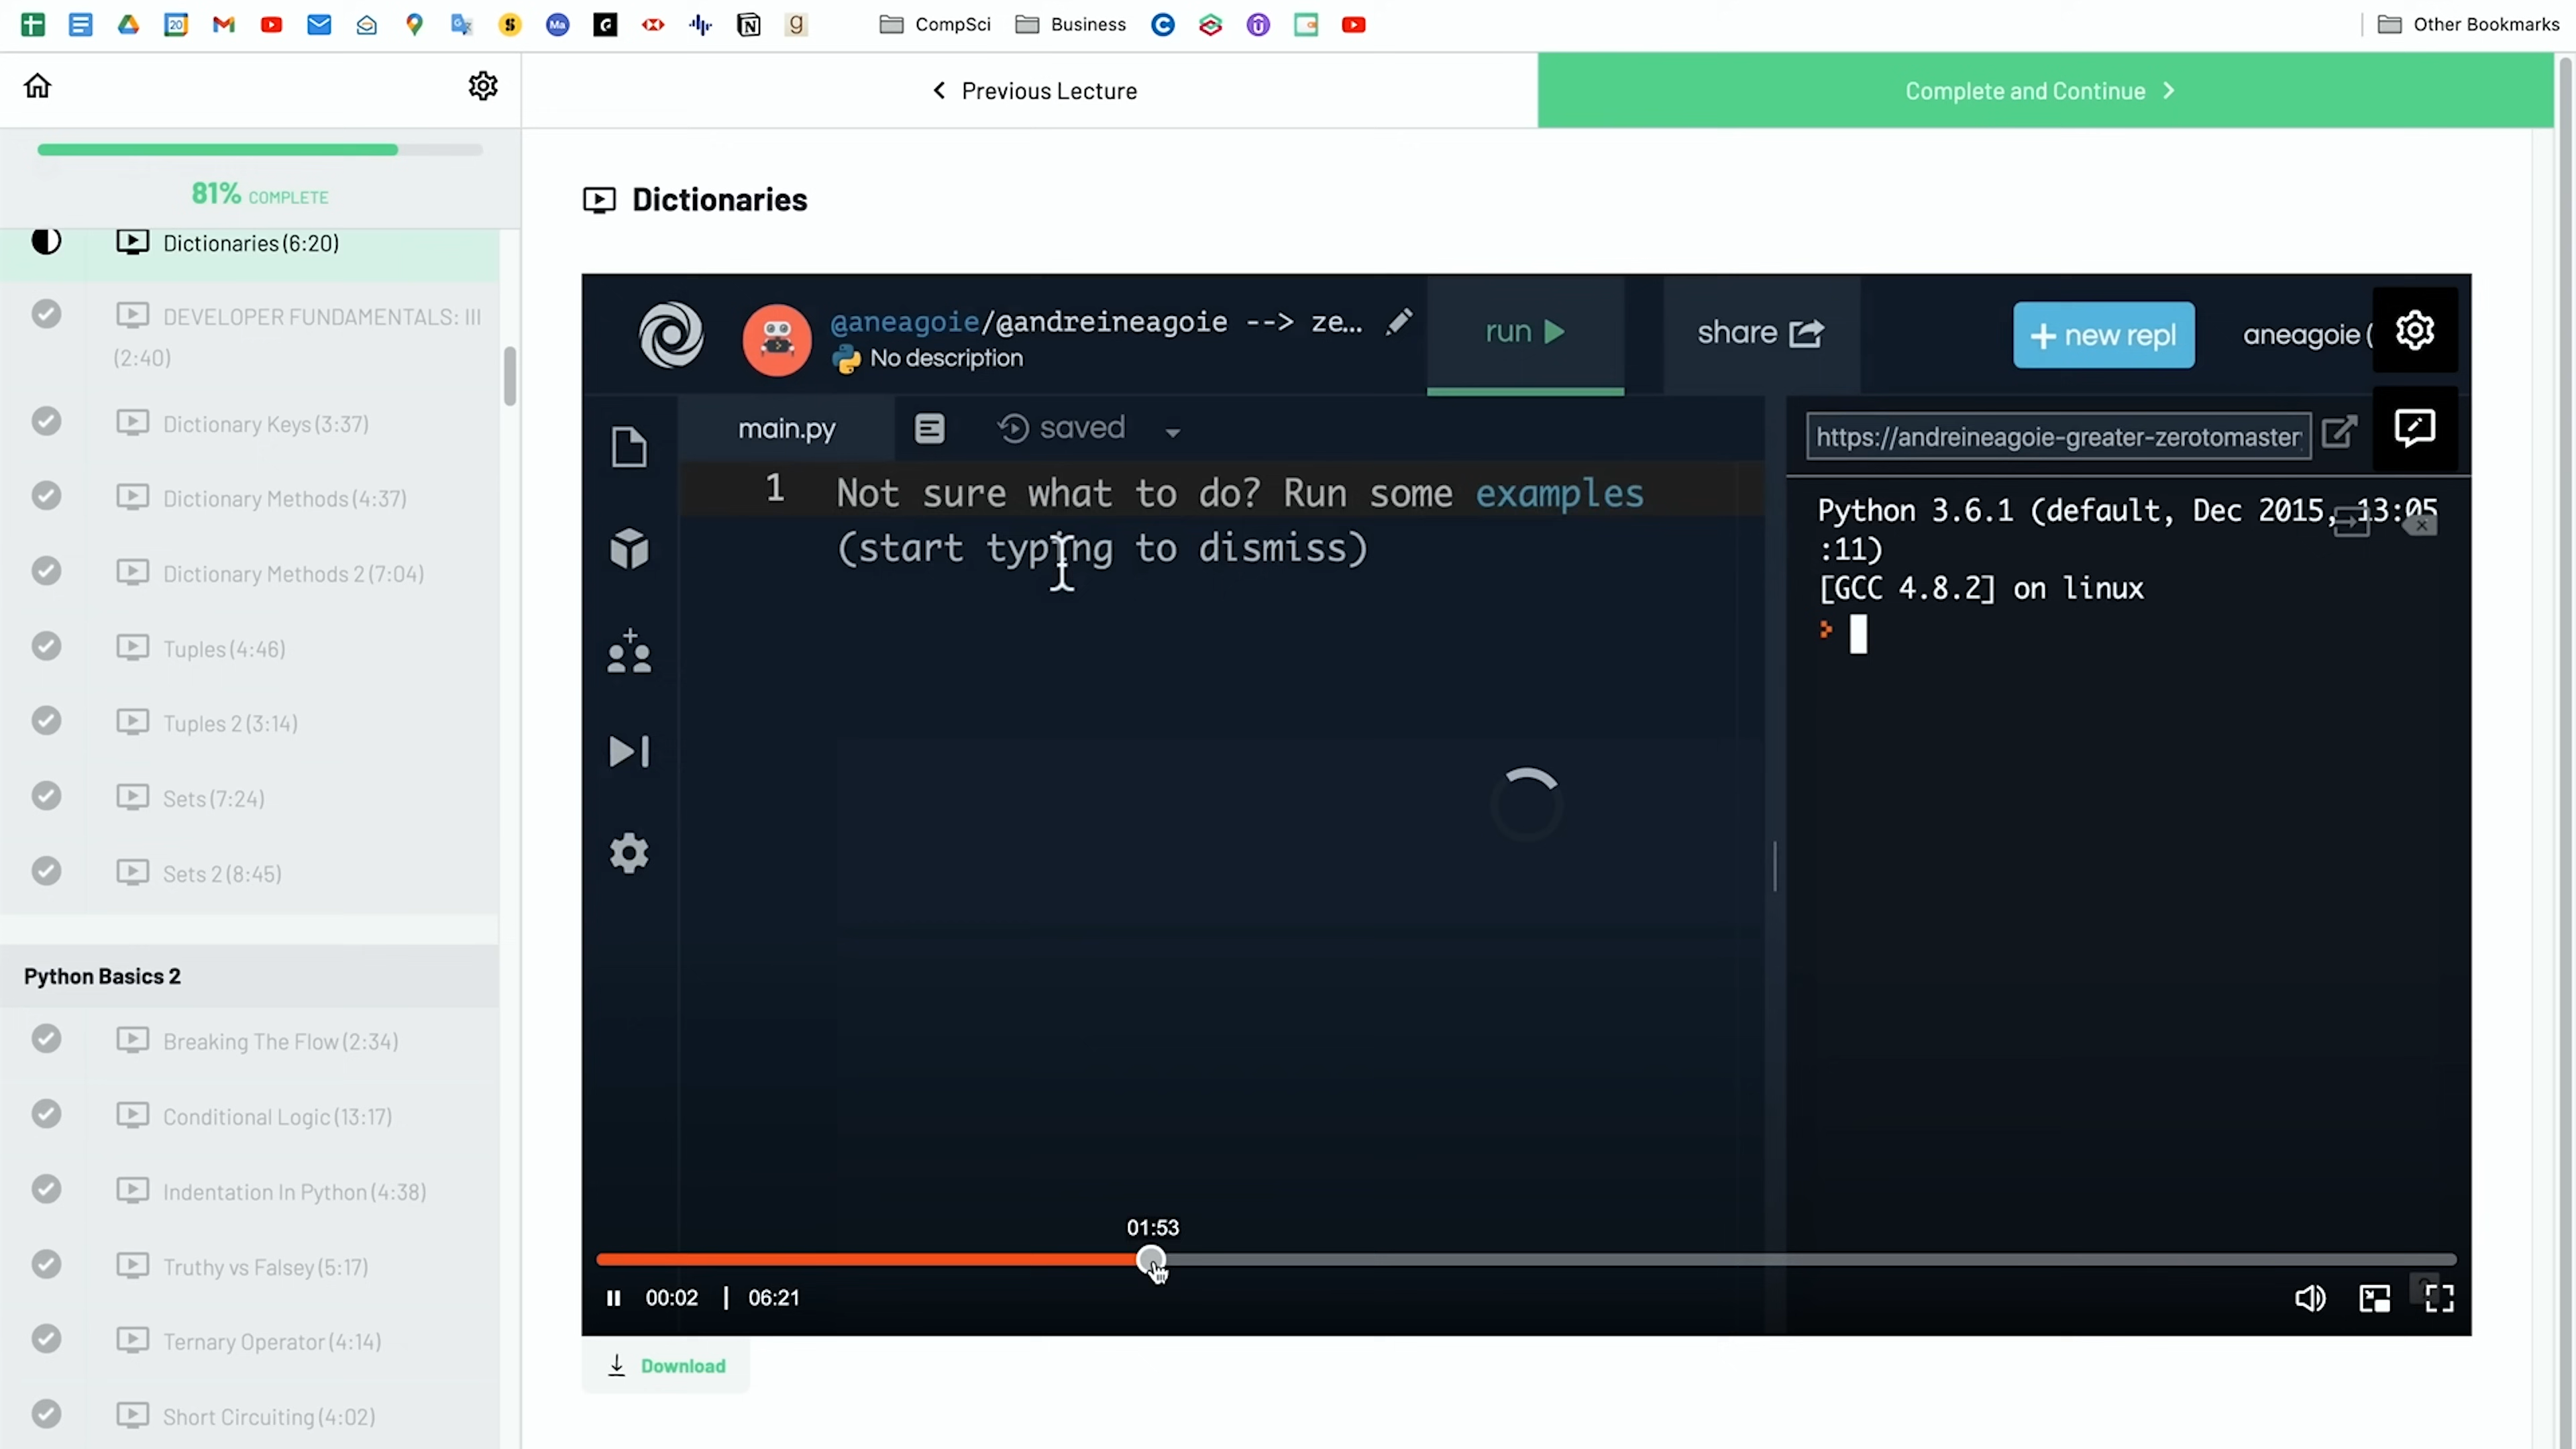 CompSci
Business
Other Bookmarks
Previous Lecture
Complete and Continue
81% COMPLETE
Dictionaries (6:20)
DEVELOPER FUNDAMENTALS: III
(2:40)
Dictionary Keys (3:37)
Dictionary Methods (4:37)
Dictionary Methods 2 (7:04)
Tuples (4:46)
Tuples 2 (3:14)
Sets (7:24)
Sets 2 (8:45)
Python Basics 2
Breaking The Flow (2:34)
Conditional Logic (13:17)
Indentation In Python (4:38)
Truthy vs Falsey (5:17)
Ternary Operator (4:14)
Short Circuiting (4:02)
Dictionaries
@aneagoie/@andreineagoie --> ze...
No description
run
share
+ new repl
aneagoie (
main.py
saved
https://andreineagoie-greater-zerotomaster
1 Not sure what to do? Run some examples
(start typing to dismiss)
Python 3.6.1 (default, Dec 2015, 13:05
:11)
[GCC 4.8.2] on linux
01:53
00:02 | 06:21
Download